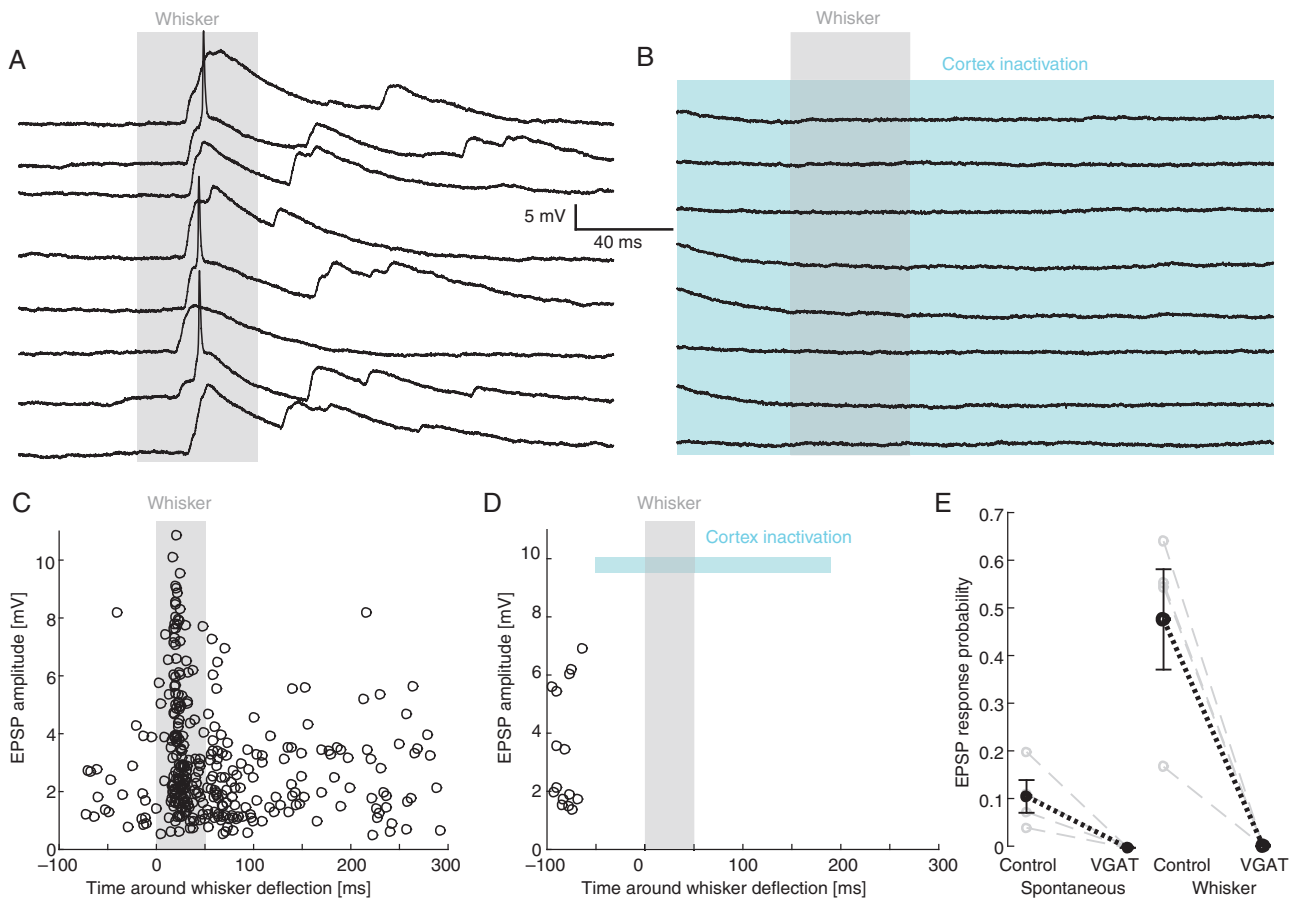 A
Whisker
5 mV
40 ms
B
Whisker
Cortex inactivation
C
Whisker
EPSP amplitude [mV]
10
8
6
4
2
0
−100 0 100 200 300
Time around whisker deflection [ms]
D
Whisker
Cortex inactivation
EPSP amplitude [mV]
10
8
6
4
2
0
−100 0 100 200 300
Time around whisker deflection [ms]
E
EPSP response probability
0.7
0.6
0.5
0.4
0.3
0.2
0.1
0
Control VGAT Control VGAT
Spontaneous Whisker